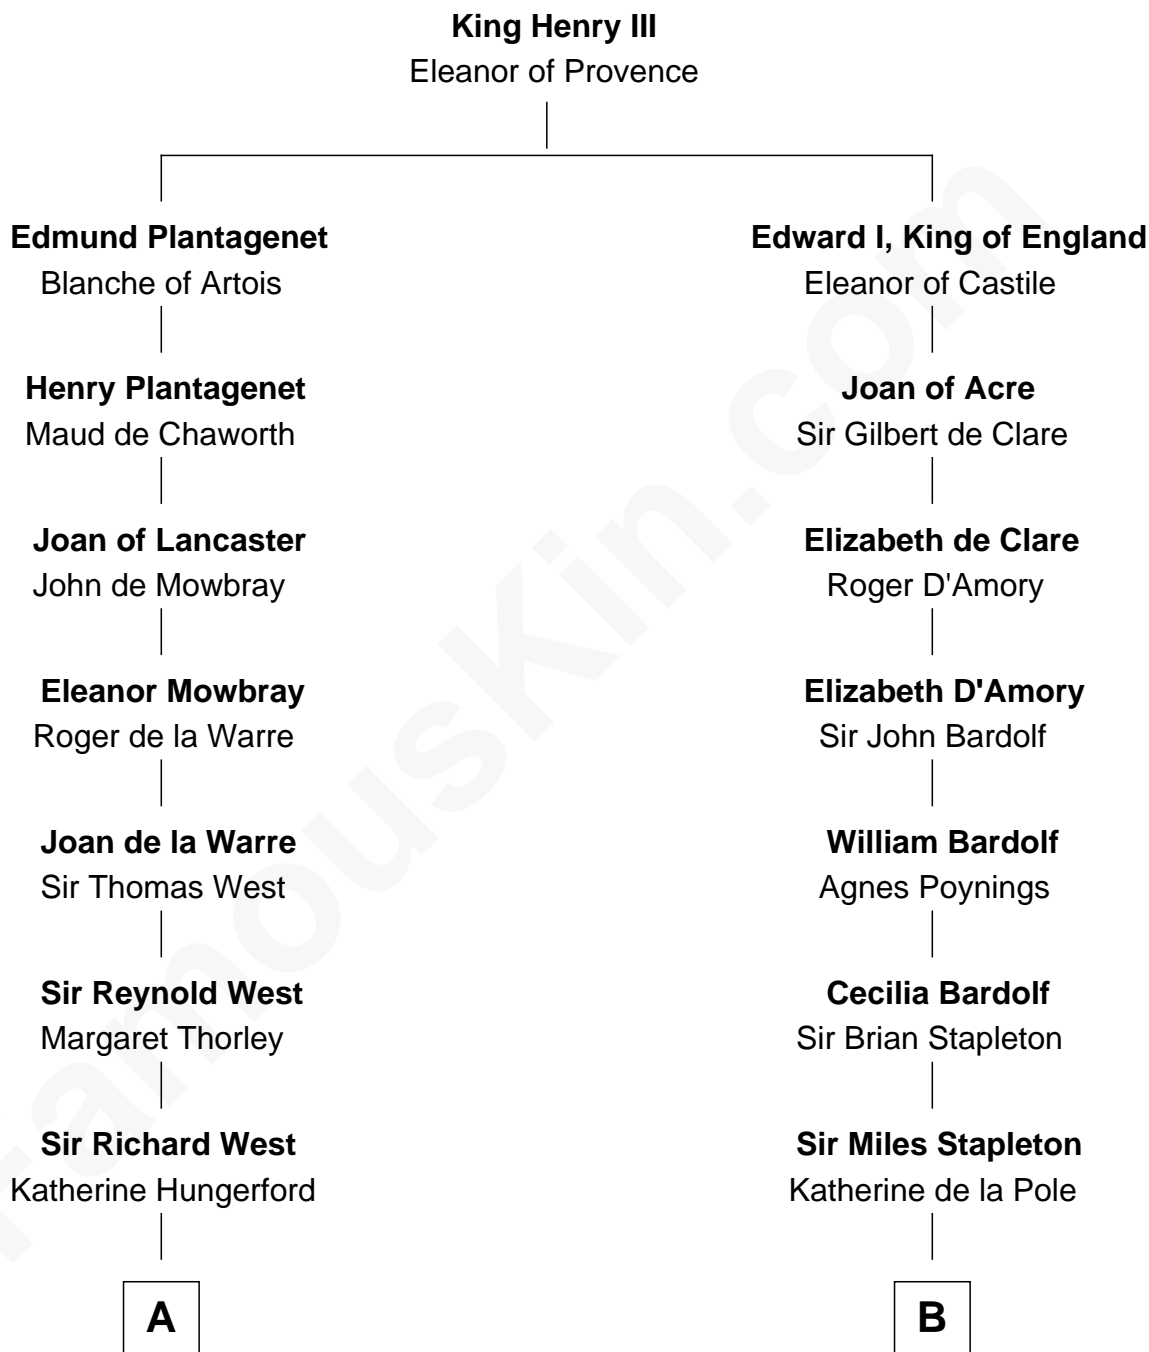 King Henry III
Eleanor of Provence
Edmund Plantagenet
Blanche of Artois
Henry Plantagenet
Maud de Chaworth
Joan of Lancaster
John de Mowbray
Eleanor Mowbray
Roger de la Warre
Joan de la Warre
Sir Thomas West
Sir Reynold West
Margaret Thorley
Sir Richard West
Katherine Hungerford
A
Edward I, King of England
Eleanor of Castile
Joan of Acre
Sir Gilbert de Clare
Elizabeth de Clare
Roger D'Amory
Elizabeth D'Amory
Sir John Bardolf
William Bardolf
Agnes Poynings
Cecilia Bardolf
Sir Brian Stapleton
Sir Miles Stapleton
Katherine de la Pole
B
FamousKin.com